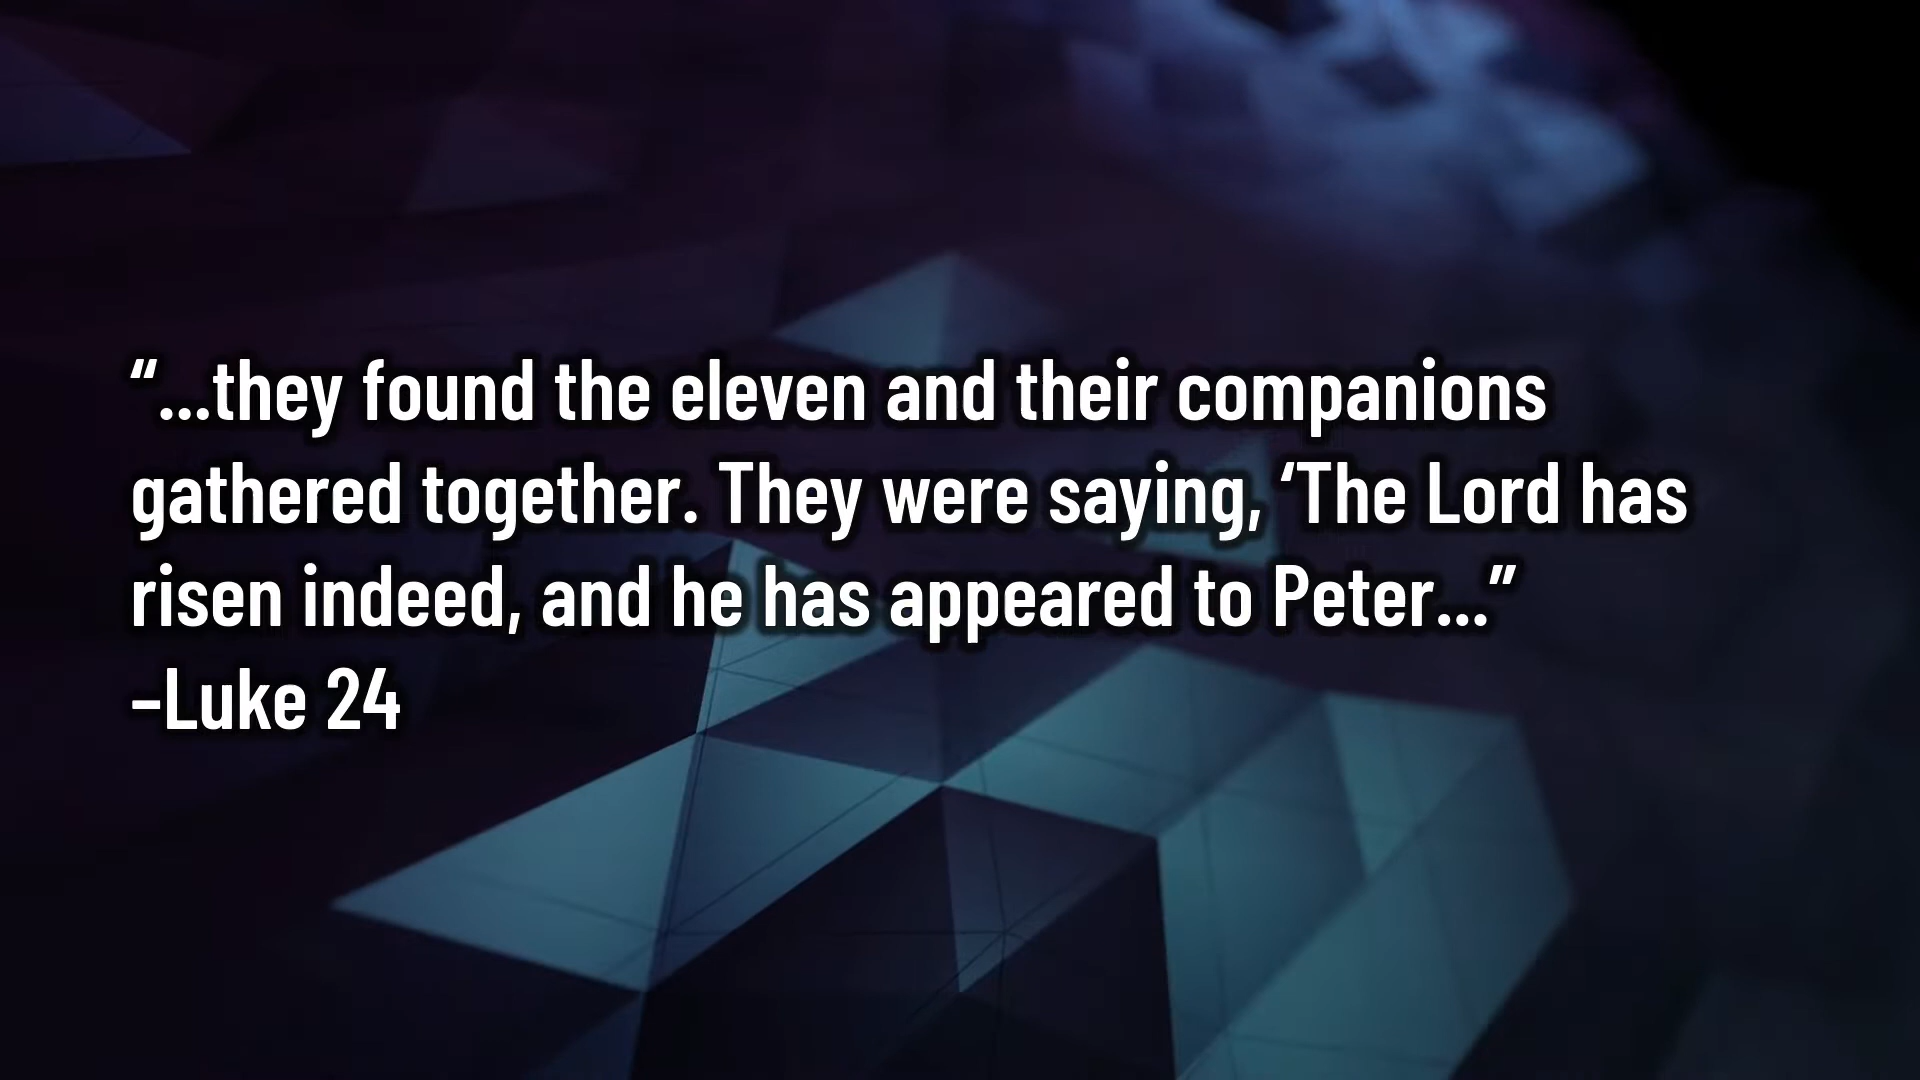 “...they found the eleven and their companions
gathered together. They were saying, ‘The Lord has
risen indeed, and he has appeared to Peter...”
–Luke 24